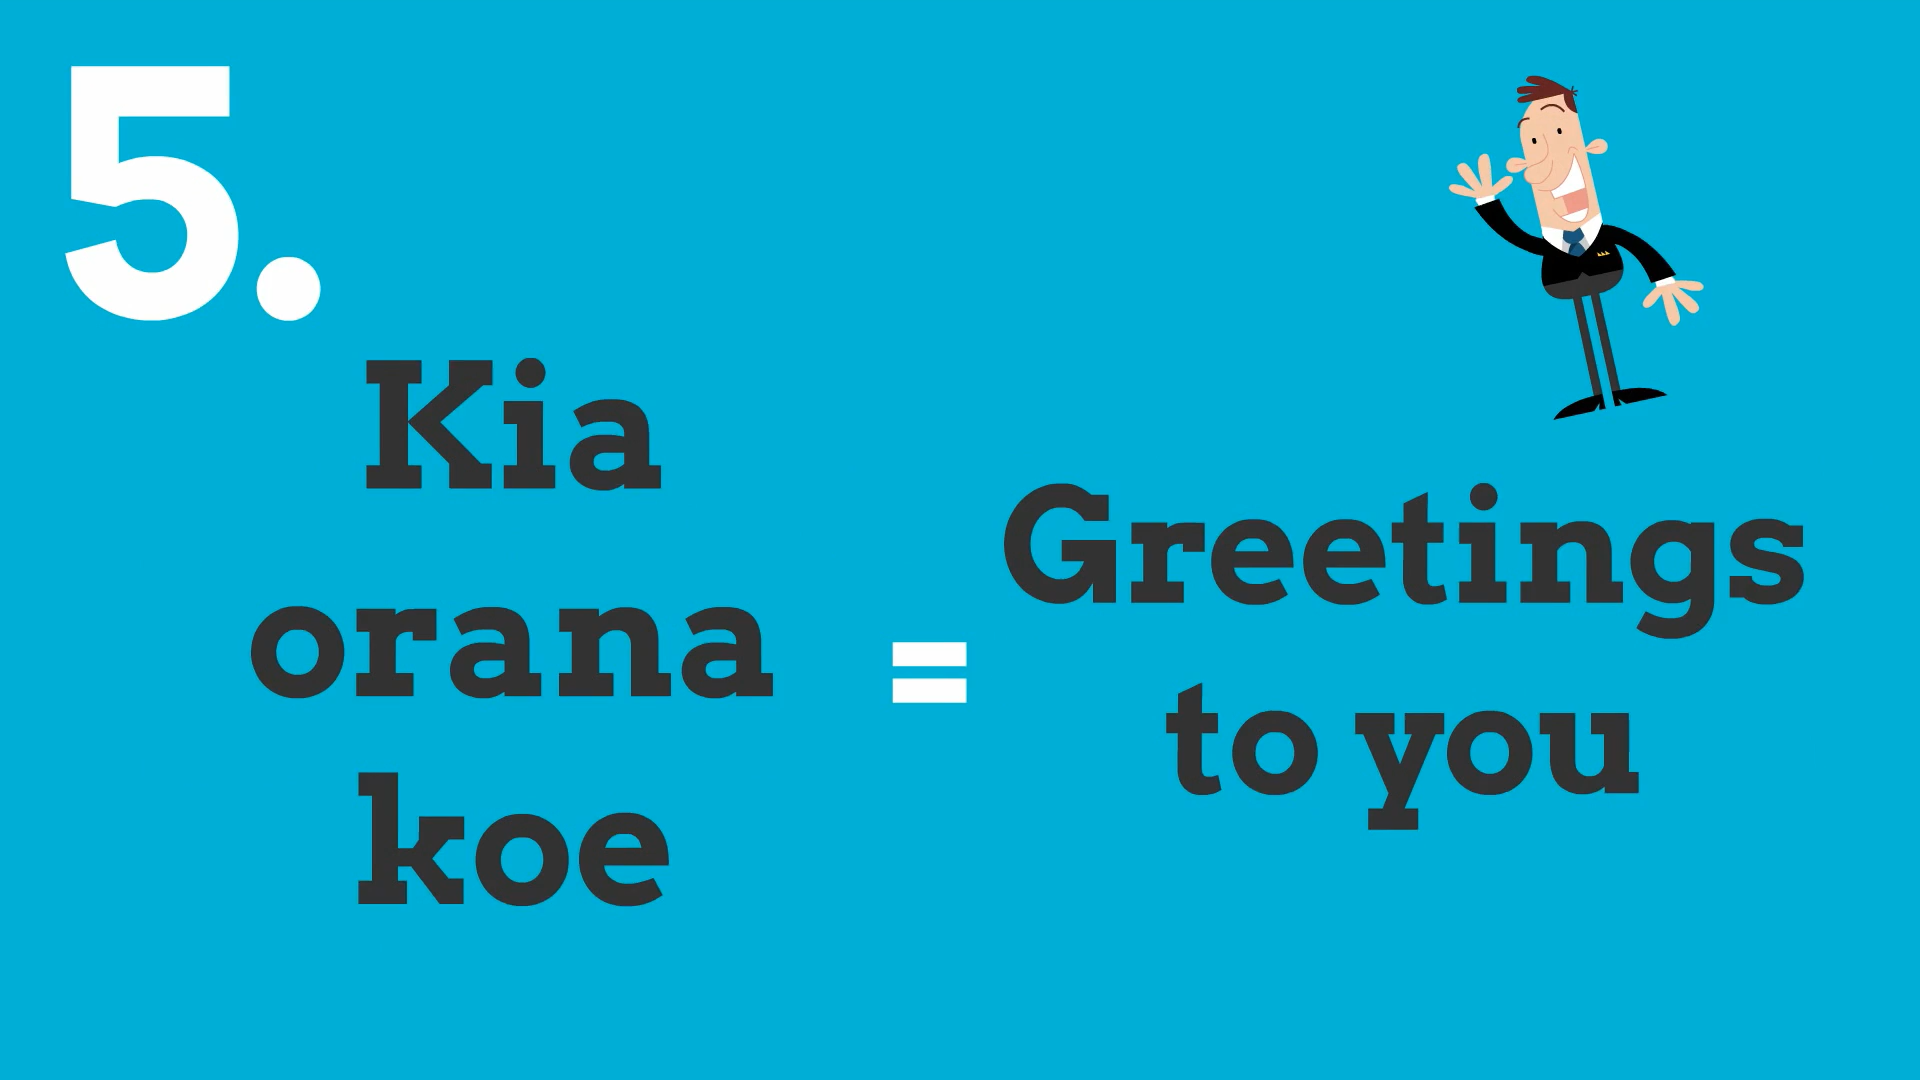 5.
Kia
orana
koe
=
Greetings
to you